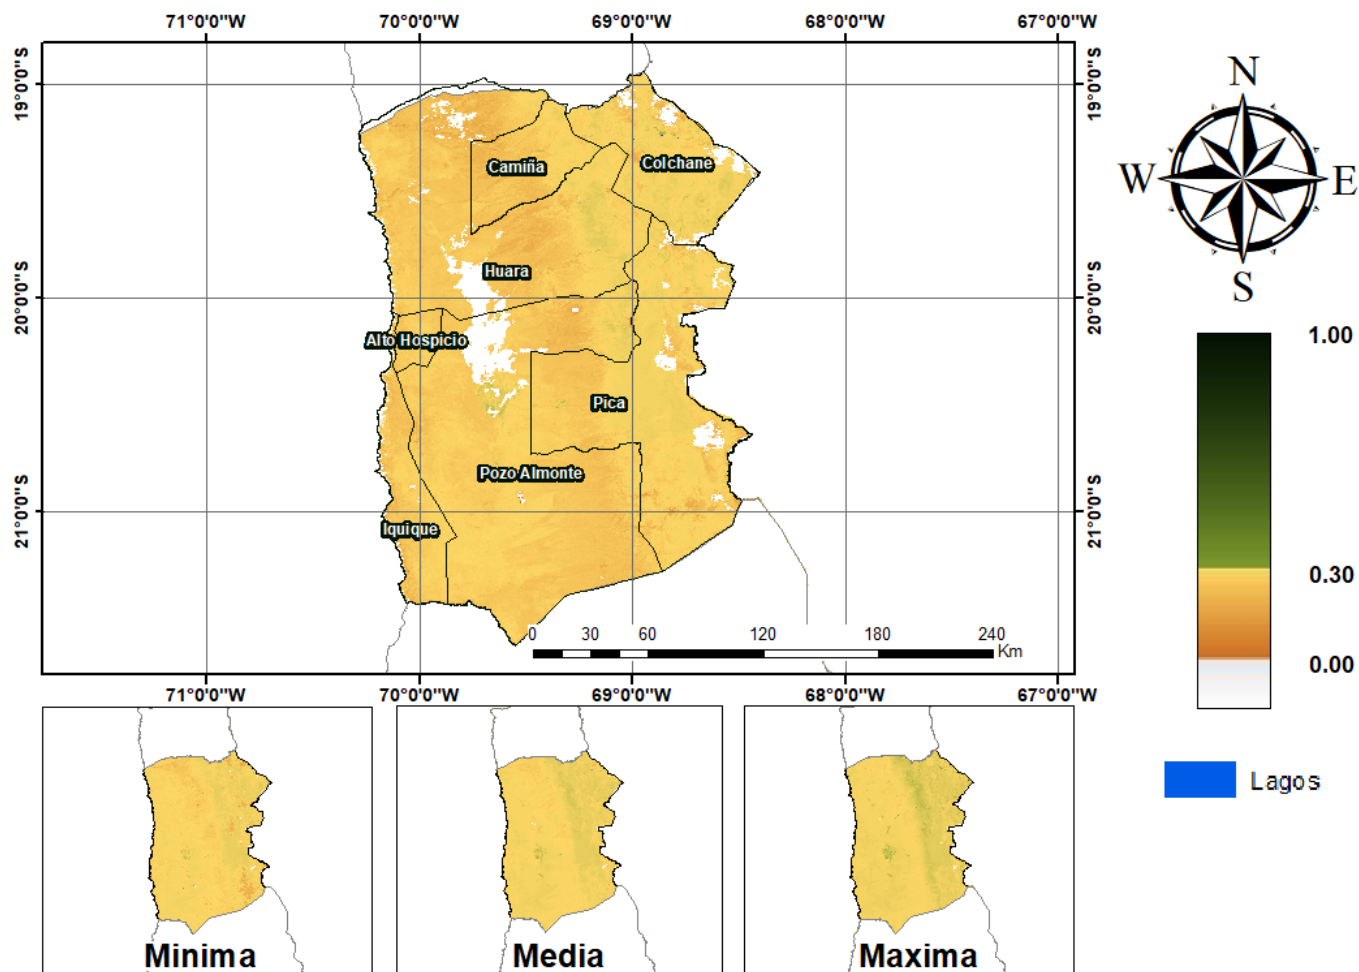 71°0'0"W 70°0'0"W 69°0'0"W 68°0'0"W 67°0'0"W
19°0'0"S
20°0'0"S
21°0'0"S
Camiña
Colchane
Huara
Alto Hospicio
Pica
Pozo Almonte
Iquique
0 30 60 120 180 240
Km
19°0'0"S
20°0'0"S
21°0'0"S
71°0'0"W 70°0'0"W 69°0'0"W 68°0'0"W 67°0'0"W
N
W E
S
1.00
0.30
0.00
Lagos
Minima
Media
Maxima